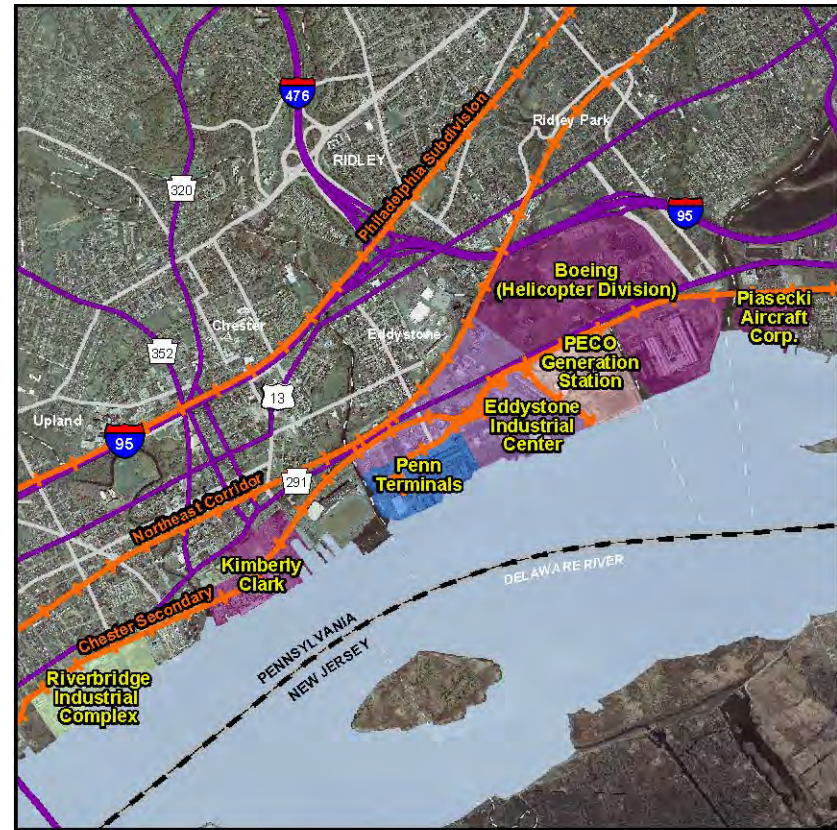 476
Philadelphia Subdivision
Ridley Park
RIDLEY
320
95
Boeing
(Helicopter Division)
Piasecki
Aircraft
Corp.
Chester
Eddystone
352
PECO
Generation
Station
13
Upland
Eddystone
Industrial
Center
95
Penn
Terminals
291
Northeast Corridor
Kimberly
Clark
DELAWARE RIVER
Chester Secondary
PENNSYLVANIA
NEW JERSEY
Riverbridge
Industrial
Complex